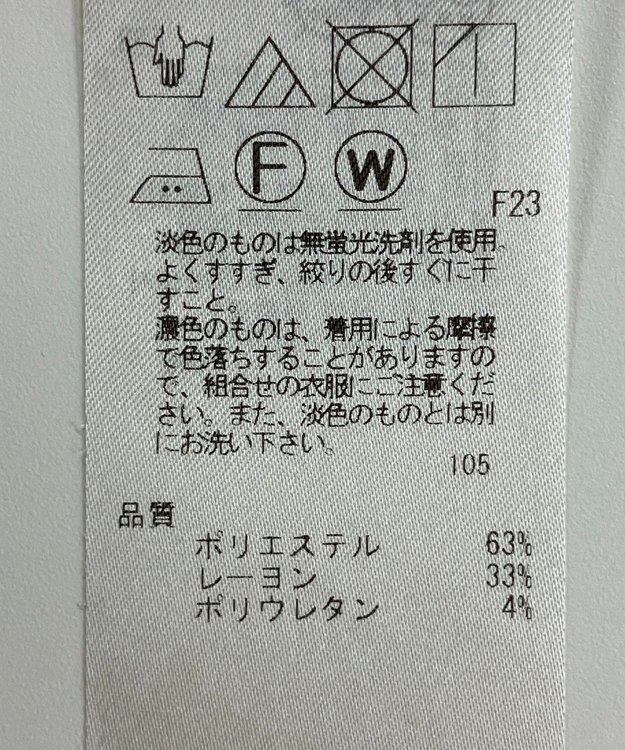 F W
F23
淡色のものは無蛍光洗剤を使用。
よくすすぎ、絞りの後すぐに干
すこと。
濃色のものは、着用による摩擦
で色落ちすることがありますの
で、組合せの衣服にご注意くだ
さい。また、淡色のものとは別
にお洗い下さい。
105
品質
ポリエステル 63%
レーヨン 33%
ポリウレタン 4%